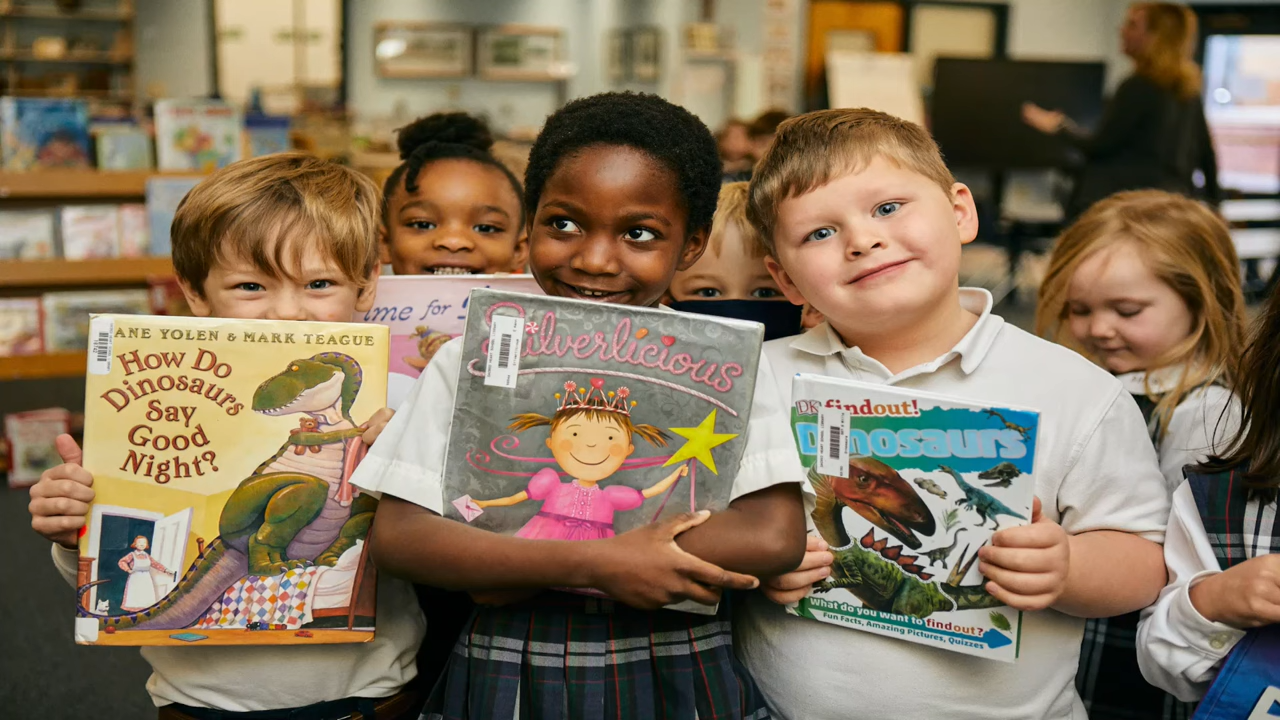 ANE YOLEN & MARK TEAGUE
How Do
Dinosaurs
Say
Good
Night?
me for
Silverlicious
DK findout!
Dinosaurs
What do you want to findout?
Fun Facts, Amazing Pictures, Quizzes